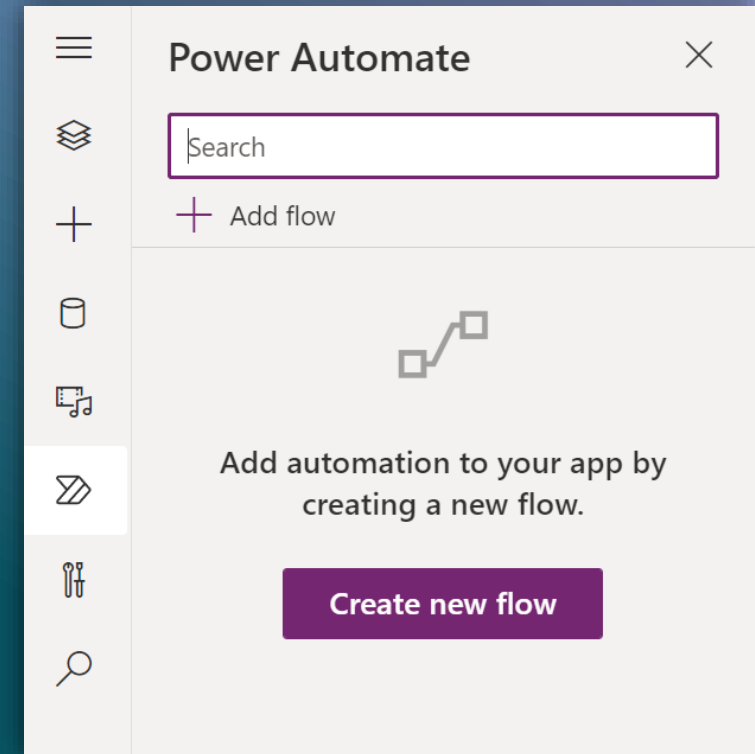 Power Automate
Search
Add flow
Add automation to your app by
creating a new flow.
Create new flow